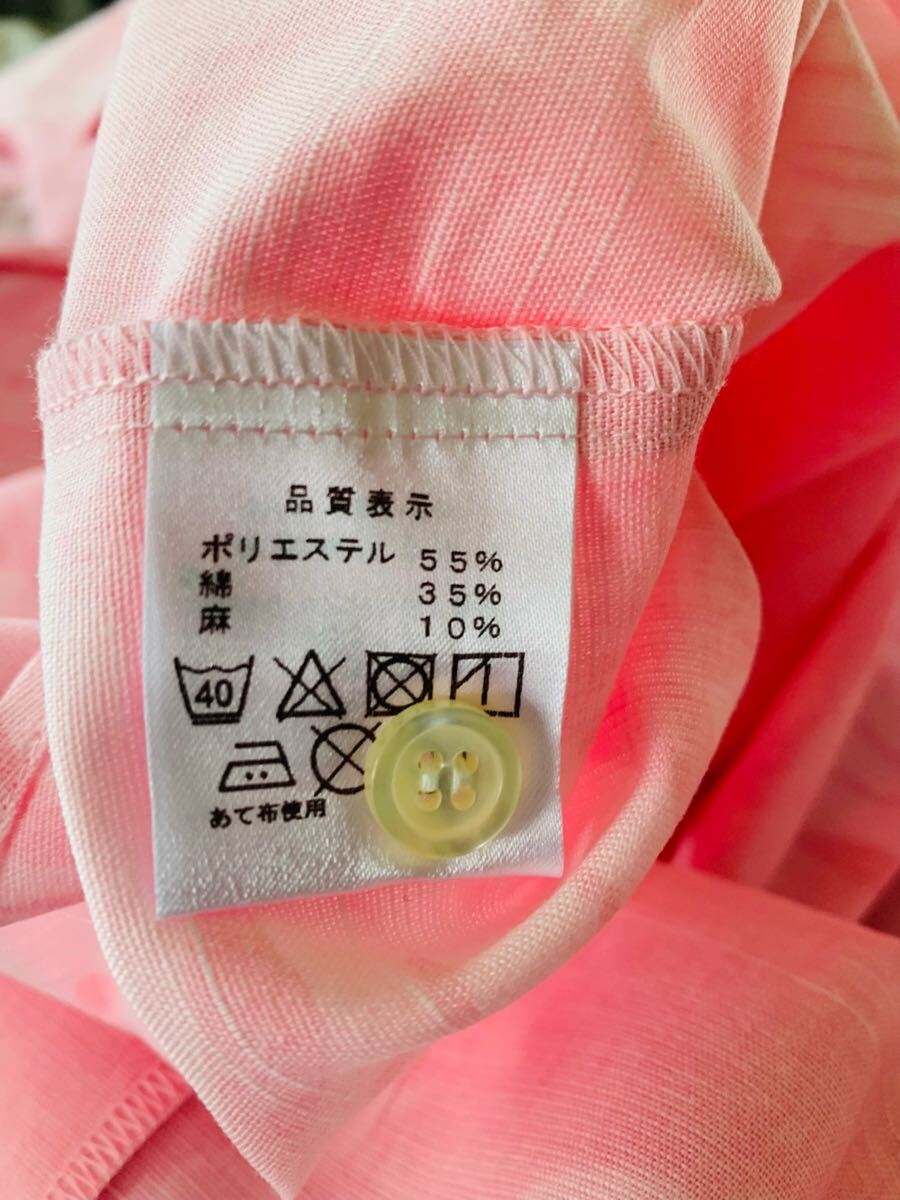 品質表示
ポリエステル 55%
綿 35%
麻 10%
40
あて布使用